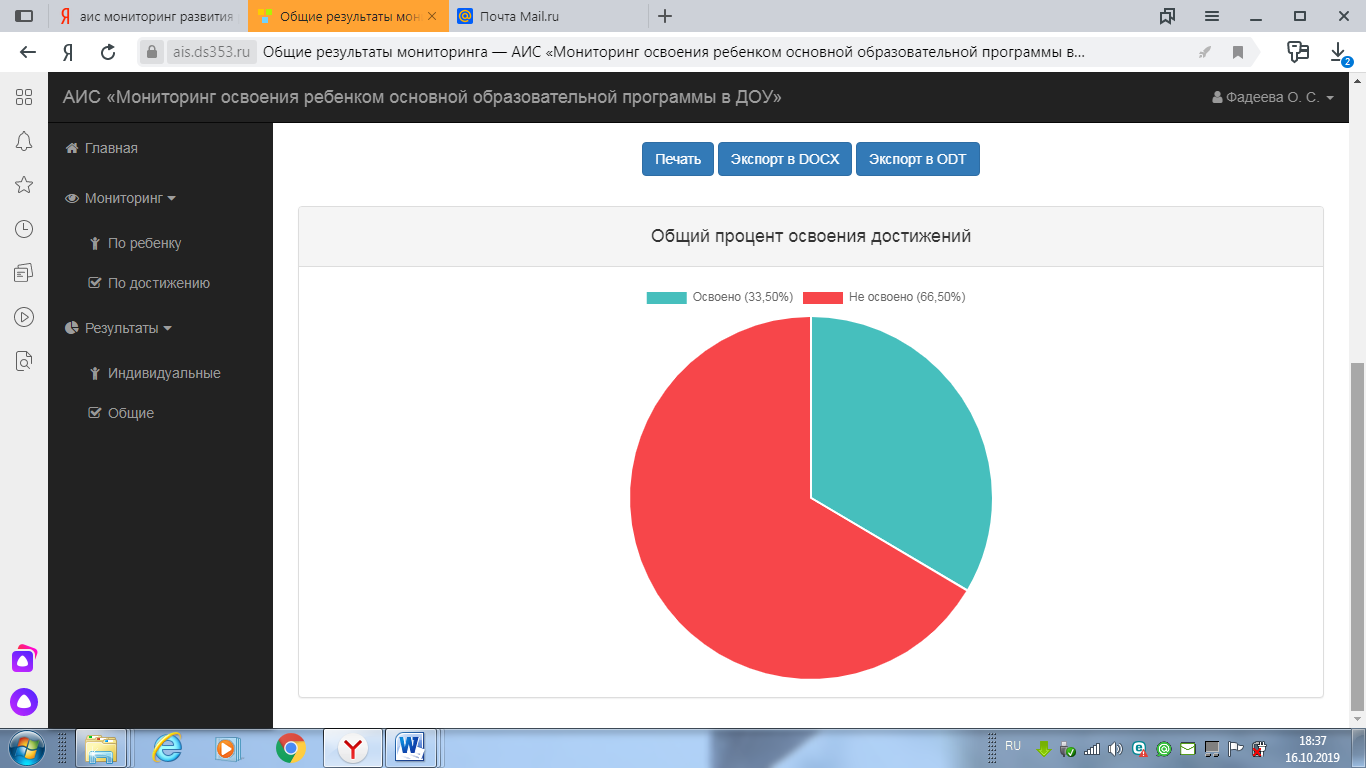 аис мониторинг развития
Общие результаты мон
Почта Mail.ru
Я
ais.ds353.ru
Общие результаты мониторинга — АИС «Мониторинг освоения ребенком основной образовательной программы в...
2
АИС «Мониторинг освоения ребенком основной образовательной программы в ДОУ»
Фадеева О. С.
Главная
Мониторинг
По ребенку
По достижению
Результаты
Индивидуальные
Общие
Печать
Экспорт в DOCX
Экспорт в ODT
Общий процент освоения достижений
Освоено (33,50%)
Не освоено (66,50%)
RU
18:37
16.10.2019